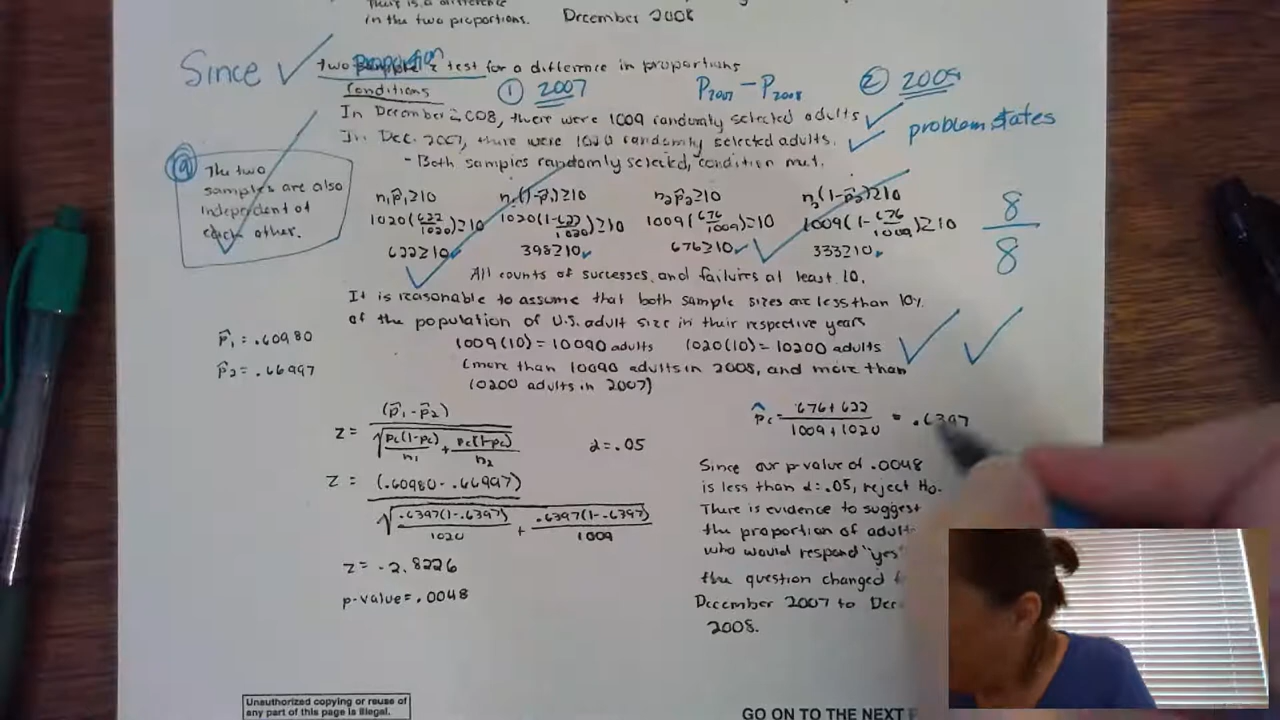 There is a difference
in the two proportions. December 2008
Since ✓ two proportion z test for a difference in proportions
Conditions ① 2007 P2007 - P2008 ② 2008
In December 2008, there were 1009 randomly selected adults
In Dec. 2007, there were 1020 randomly selected adults.
problem states
- Both samples randomly selected, condition met.
The two
samples are also
independent of
each other.
n₁p̂₁≥10 n₁(1-p̂₁)≥10 n₂p̂₂≥10 n₂(1-p̂₂)≥10
1020(622/1020)≥10 1020(1-622/1020)≥10 1009(676/1009)≥10 1009(1-676/1009)≥10
622≥10 398≥10 676≥10 333≥10
8/8
All counts of successes and failures at least 10.
It is reasonable to assume that both sample sizes are less than 10%
of the population of U.S. adult size in their respective years
1009(10)=10090 adults 1020(10)=10200 adults
(more than 10090 adults in 2008, and more than
10200 adults in 2007)
p̂₁=.60980
p̂₂=.66997
z= (p̂₁-p̂₂) / √(pc(1-pc)/n₁ + pc(1-pc)/n₂)
α=.05
z= (.60980-.66997) / √(.6397(1-.6397)/1020 + .6397(1-.6397)/1009)
z=-2.8226
p-value=.0048
p̂c= 676+622 / 1009+1020 = .6397
Since our p-value of .0048
is less than α=.05, reject H₀.
There is evidence to suggest
the proportion of adult
who would respond "yes"
the question changed
December 2007 to Dec
2008.
Unauthorized copying or reuse of
any part of this page is illegal.
GO ON TO THE NEXT P